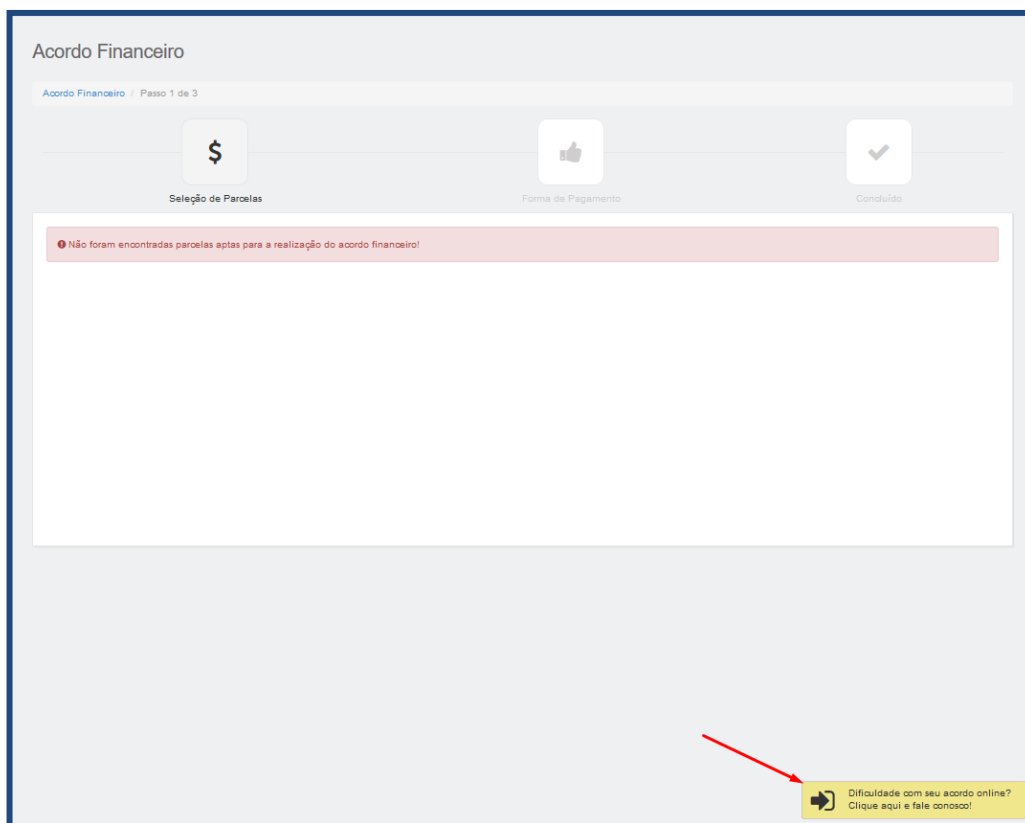 Acordo Financeiro
Acordo Financeiro / Passo 1 de 3
Seleção de Parcelas
Forma de Pagamento
Concluído
Não foram encontradas parcelas aptas para a realização do acordo financeiro!
Dificuldade com seu acordo online?
Clique aqui e fale conosco!